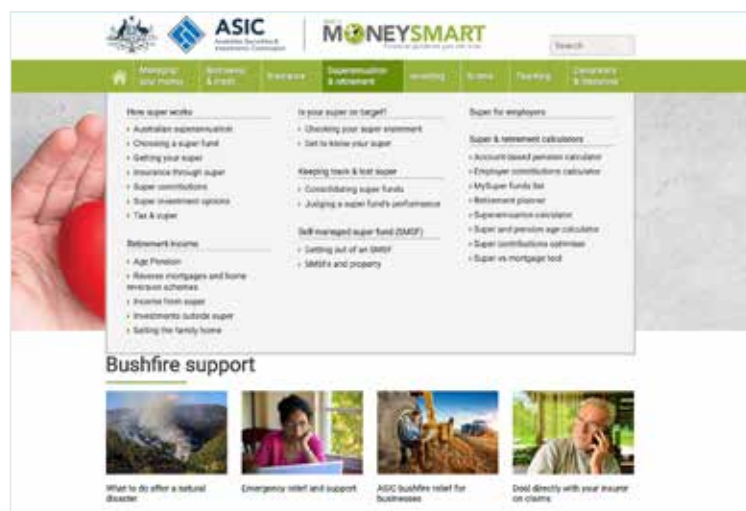 ASIC
Australian Securities &
Investments Commission
ASIC's
MONEYSMART
Financial guidance you can trust
Search
Managing
your money
Borrowing
& credit
Insurance
Superannuation
& retirement
Investing
Scams
Teaching
Calculators
& resources
How super works
› Australian superannuation
› Choosing a super fund
› Getting your super
› Insurance through super
› Super contributions
› Super investment options
› Tax & super
Retirement income
› Age Pension
› Reverse mortgages and home
reversion schemes
› Income from super
› Investments outside super
› Selling the family home
Is your super on target?
› Checking your super statement
› Get to know your super
Keeping track & lost super
› Consolidating super funds
› Judging a super fund's performance
Self-managed super fund (SMSF)
› Getting out of an SMSF
› SMSFs and property
Super for employers
Super & retirement calculators
› Account-based pension calculator
› Employer contributions calculator
› MySuper funds list
› Retirement planner
› Superannuation calculator
› Super and pension age calculator
› Super contributions optimiser
› Super vs mortgage tool
Bushfire support
What to do after a natural
disaster
Emergency relief and support
ASIC bushfire relief for
businesses
Deal directly with your insurer
on claims